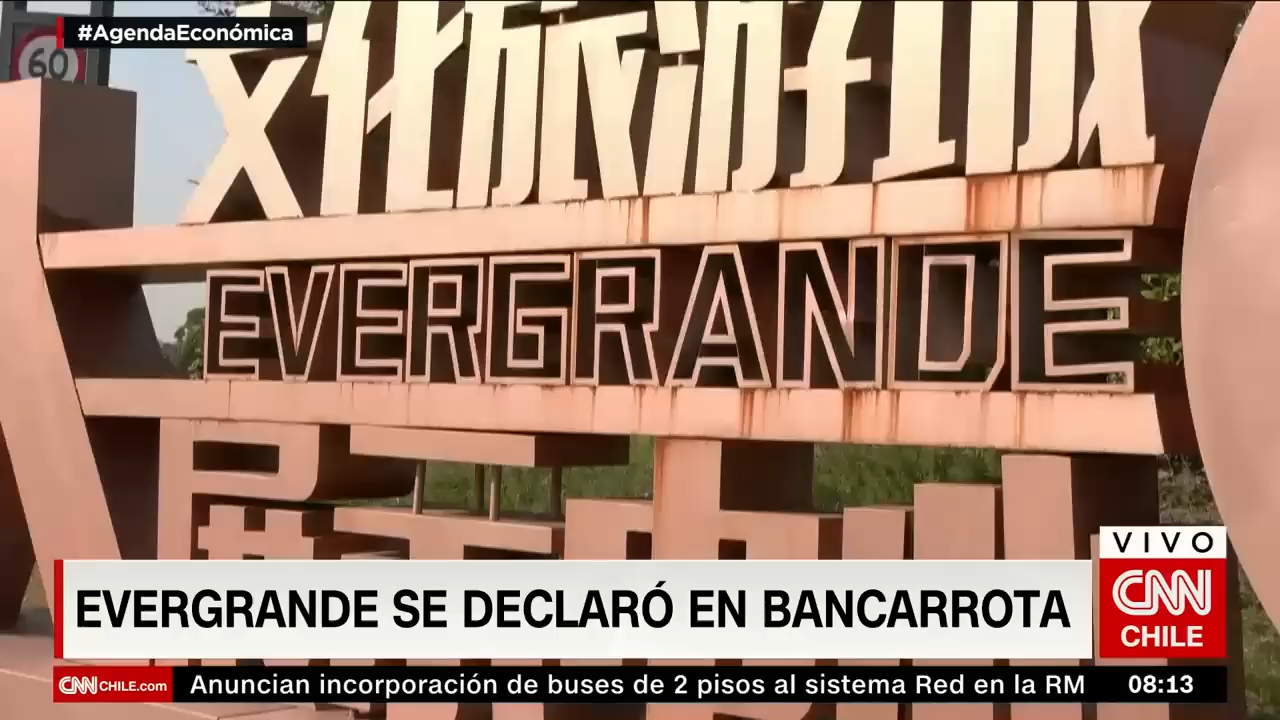 #AgendaEconómica
60
文化旅游城
EVERGRANDE
EVERGRANDE SE DECLARÓ EN BANCARROTA
VIVO
CNN
CHILE
CNNCHILE.com
Anuncian incorporación de buses de 2 pisos al sistema Red en la RM
08:13